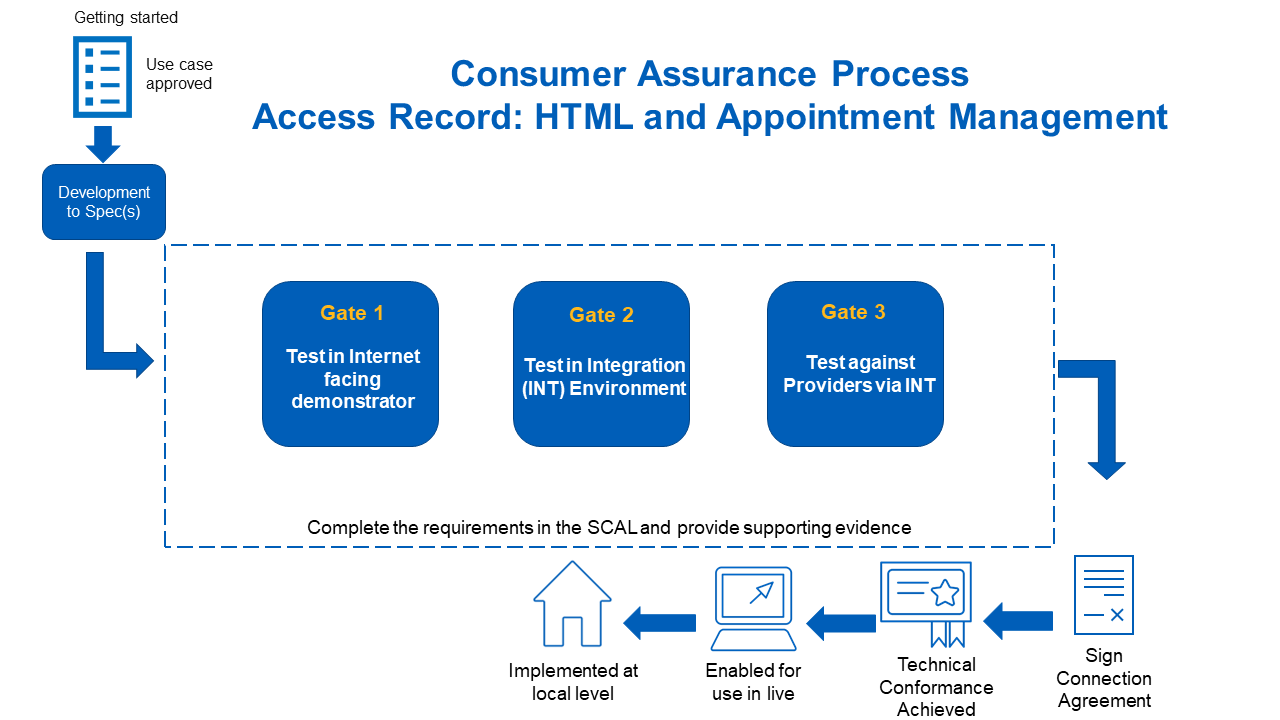 Getting started
Use case
approved
Consumer Assurance Process
Access Record: HTML and Appointment Management
Development
to Spec(s)
Gate 1
Test in Internet
facing
demonstrator
Gate 2
Test in Integration
(INT) Environment
Gate 3
Test against
Providers via INT
Complete the requirements in the SCAL and provide supporting evidence
Sign
Connection
Agreement
Technical
Conformance
Achieved
Enabled for
use in live
Implemented at
local level